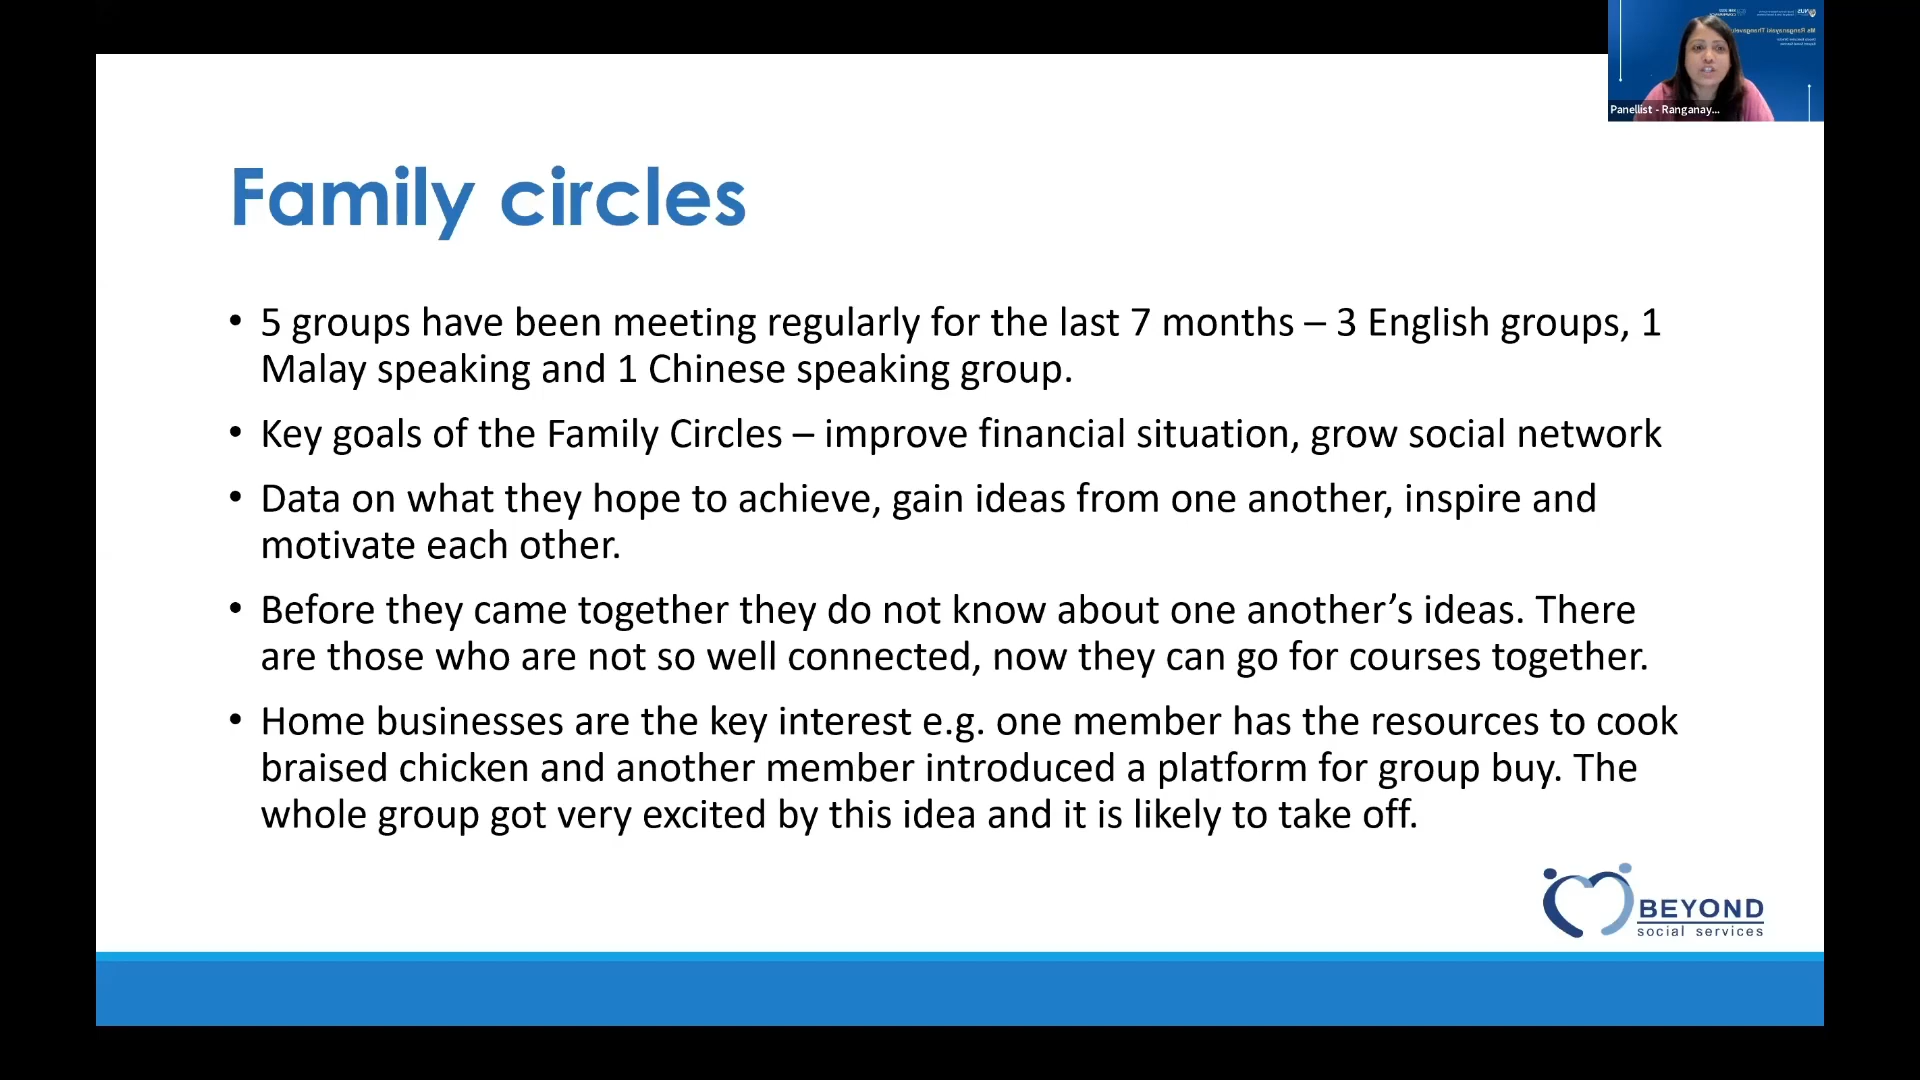 Ms Ranganayaki Thangavelu
Panellist - Ranganay...
Family circles
• 5 groups have been meeting regularly for the last 7 months – 3 English groups, 1
Malay speaking and 1 Chinese speaking group.
• Key goals of the Family Circles – improve financial situation, grow social network
• Data on what they hope to achieve, gain ideas from one another, inspire and
motivate each other.
• Before they came together they do not know about one another’s ideas. There
are those who are not so well connected, now they can go for courses together.
• Home businesses are the key interest e.g. one member has the resources to cook
braised chicken and another member introduced a platform for group buy. The
whole group got very excited by this idea and it is likely to take off.
BEYOND
social services